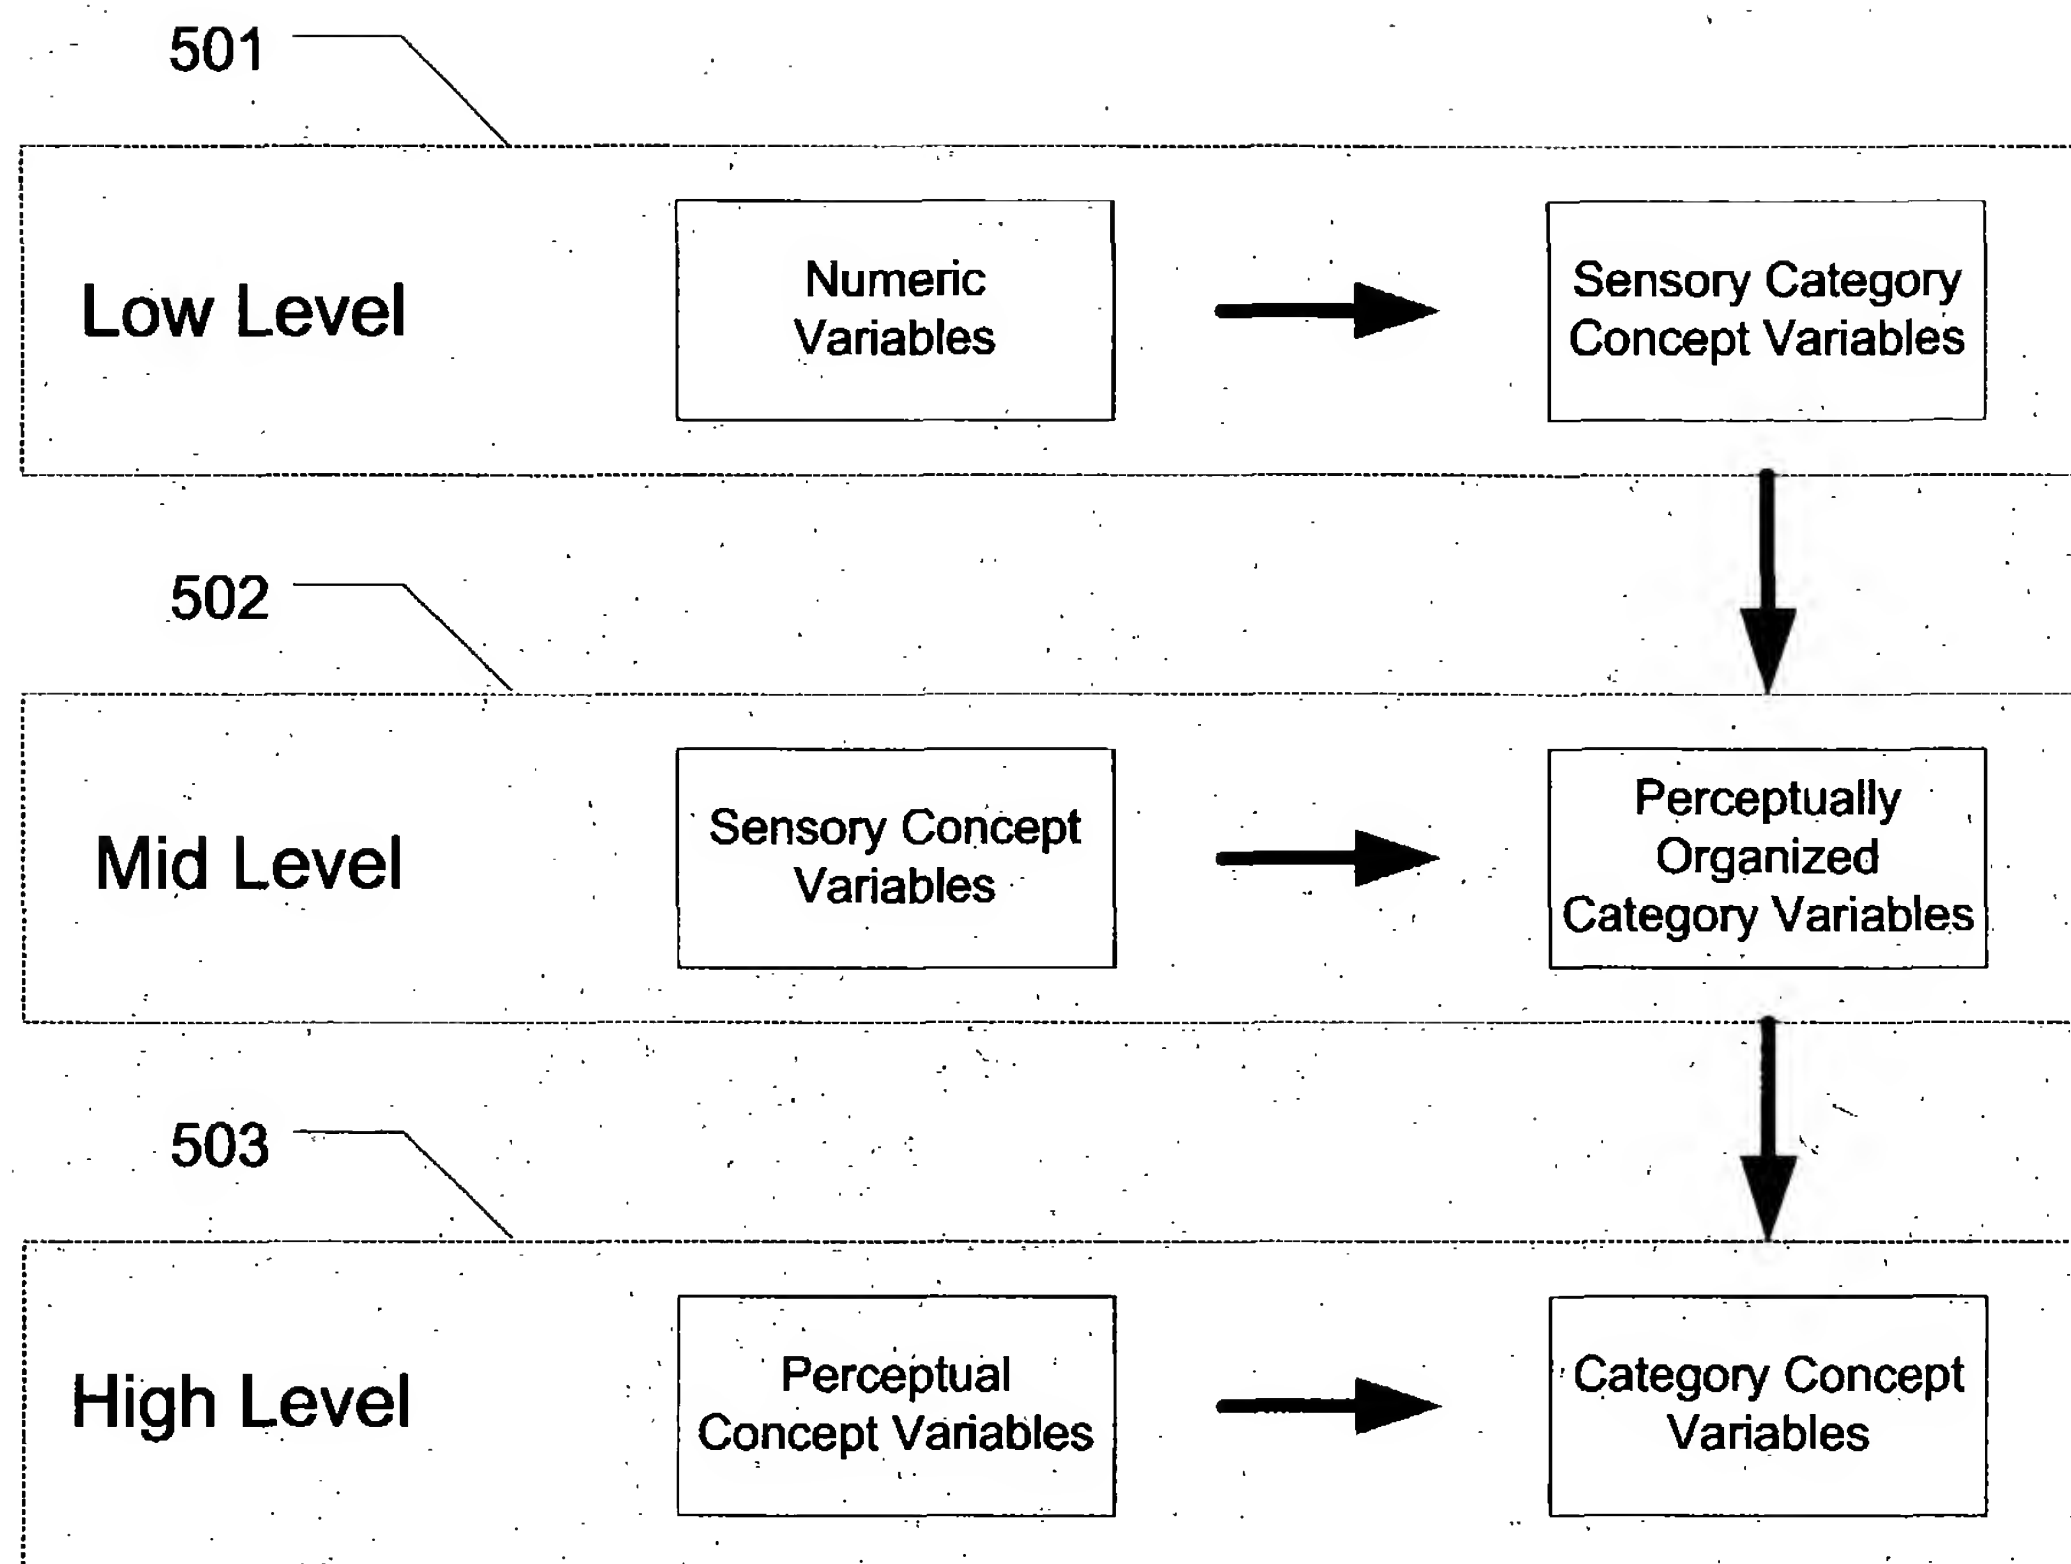 501
Low Level
Numeric
Variables
Sensory Category
Concept Variables
502
Mid Level
Sensory Concept
Variables
Perceptually
Organized
Category Variables
503
High Level
Perceptual
Concept Variables
Category Concept
Variables